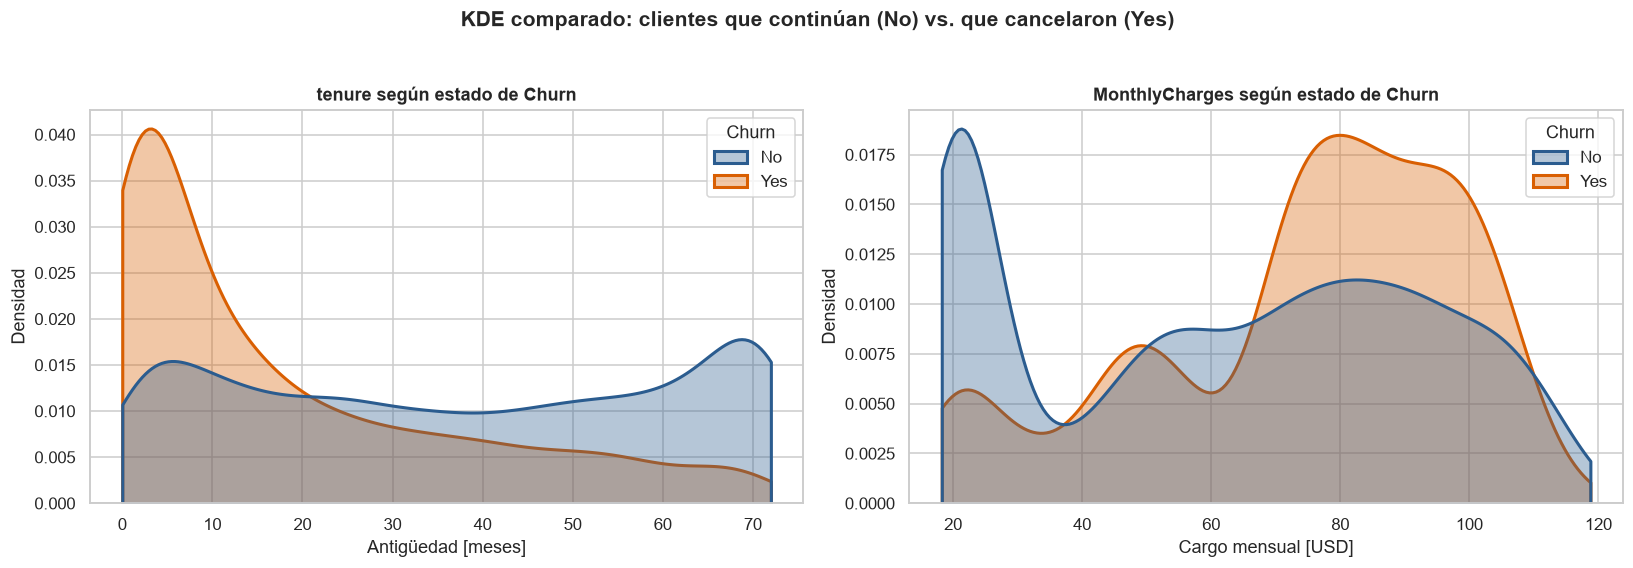 KDE comparado: clientes que continúan (No) vs. que cancelaron (Yes)
tenure según estado de Churn
0.040
0.035
0.030
0.025
0.020
0.015
0.010
0.005
0.000
Densidad
0 10 20 30 40 50 60 70
Antigüedad [meses]
Churn
No
Yes
MonthlyCharges según estado de Churn
0.0175
0.0150
0.0125
0.0100
0.0075
0.0050
0.0025
0.0000
Densidad
20 40 60 80 100 120
Cargo mensual [USD]
Churn
No
Yes